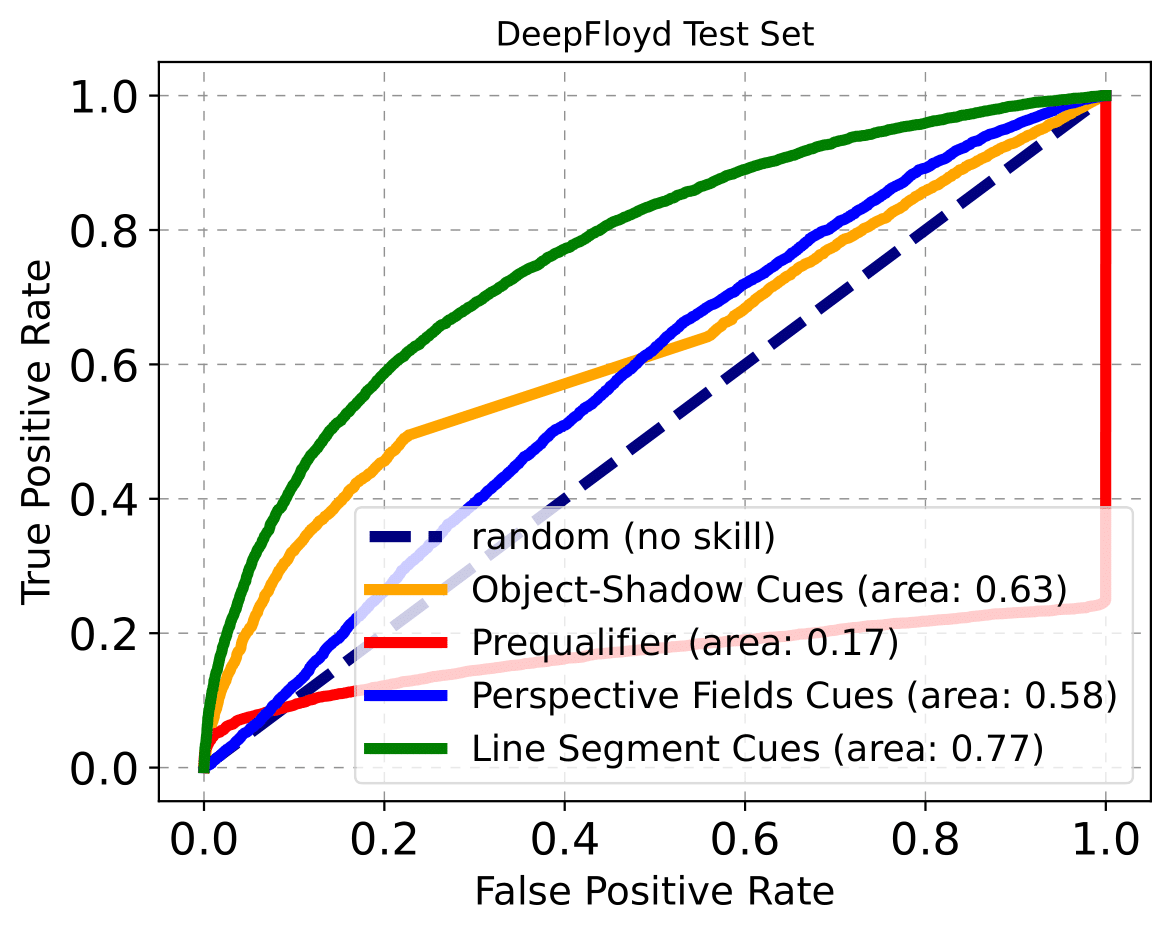 DeepFloyd Test Set
True Positive Rate
1.0
0.8
0.6
0.4
0.2
0.0
random (no skill)
Object-Shadow Cues (area: 0.63)
Prequalifier (area: 0.17)
Perspective Fields Cues (area: 0.58)
Line Segment Cues (area: 0.77)
0.0 0.2 0.4 0.6 0.8 1.0
False Positive Rate